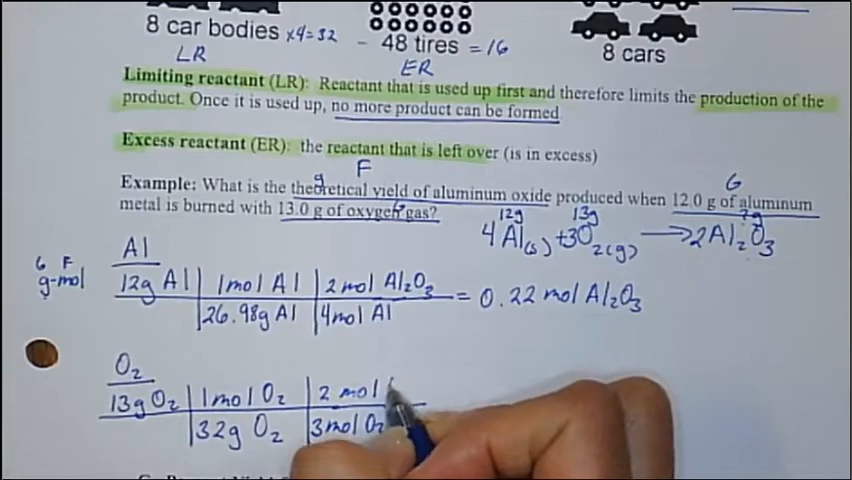 8 car bodies ×4=32 - 48 tires =16 8 cars
LR ER
Limiting reactant (LR): Reactant that is used up first and therefore limits the production of the
product. Once it is used up, no more product can be formed
Excess reactant (ER): the reactant that is left over (is in excess)
g F G
Example: What is the theoretical yield of aluminum oxide produced when 12.0 g of aluminum
metal is burned with 13.0 g of oxygen gas?
G 12g 13g ?g
4Al(s) + 3O2(g) → 2Al2O3
Al
G F
g-mol
12g Al 1mol Al 2mol Al2O3 = 0.22 mol Al2O3
26.98g Al 4mol Al
O2
13g O2 1mol O2 2 mol
32g O2 3mol O2